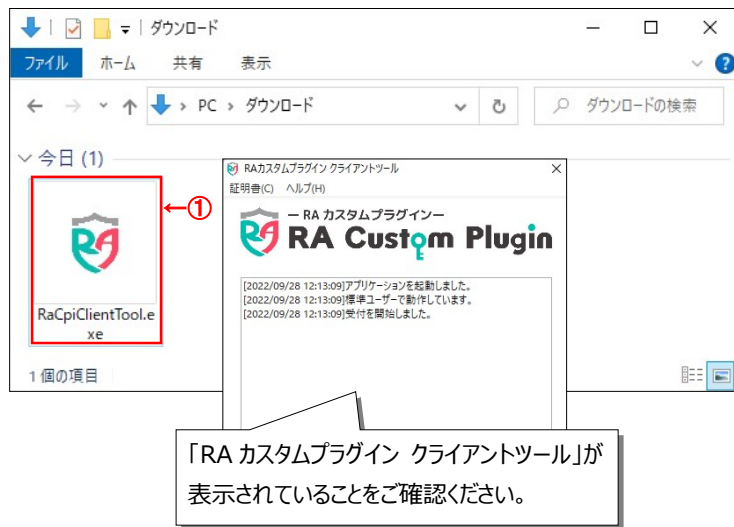 ダウンロード
ファイル ホーム 共有 表示
PC › ダウンロード
ダウンロードの検索
今日 (1)
←①
RaCpiClientTool.e
xe
1 個の項目
RAカスタムプラグイン クライアントツール
証明書(C) ヘルプ(H)
RA
ー RA カスタムプラグインー
RA Custom Plugin
[2022/09/28 12:13:09]アプリケーションを起動しました。
[2022/09/28 12:13:09]標準ユーザーで動作しています。
[2022/09/28 12:13:09]受付を開始しました。
「RA カスタムプラグイン クライアントツール」が
表示されていることをご確認ください。